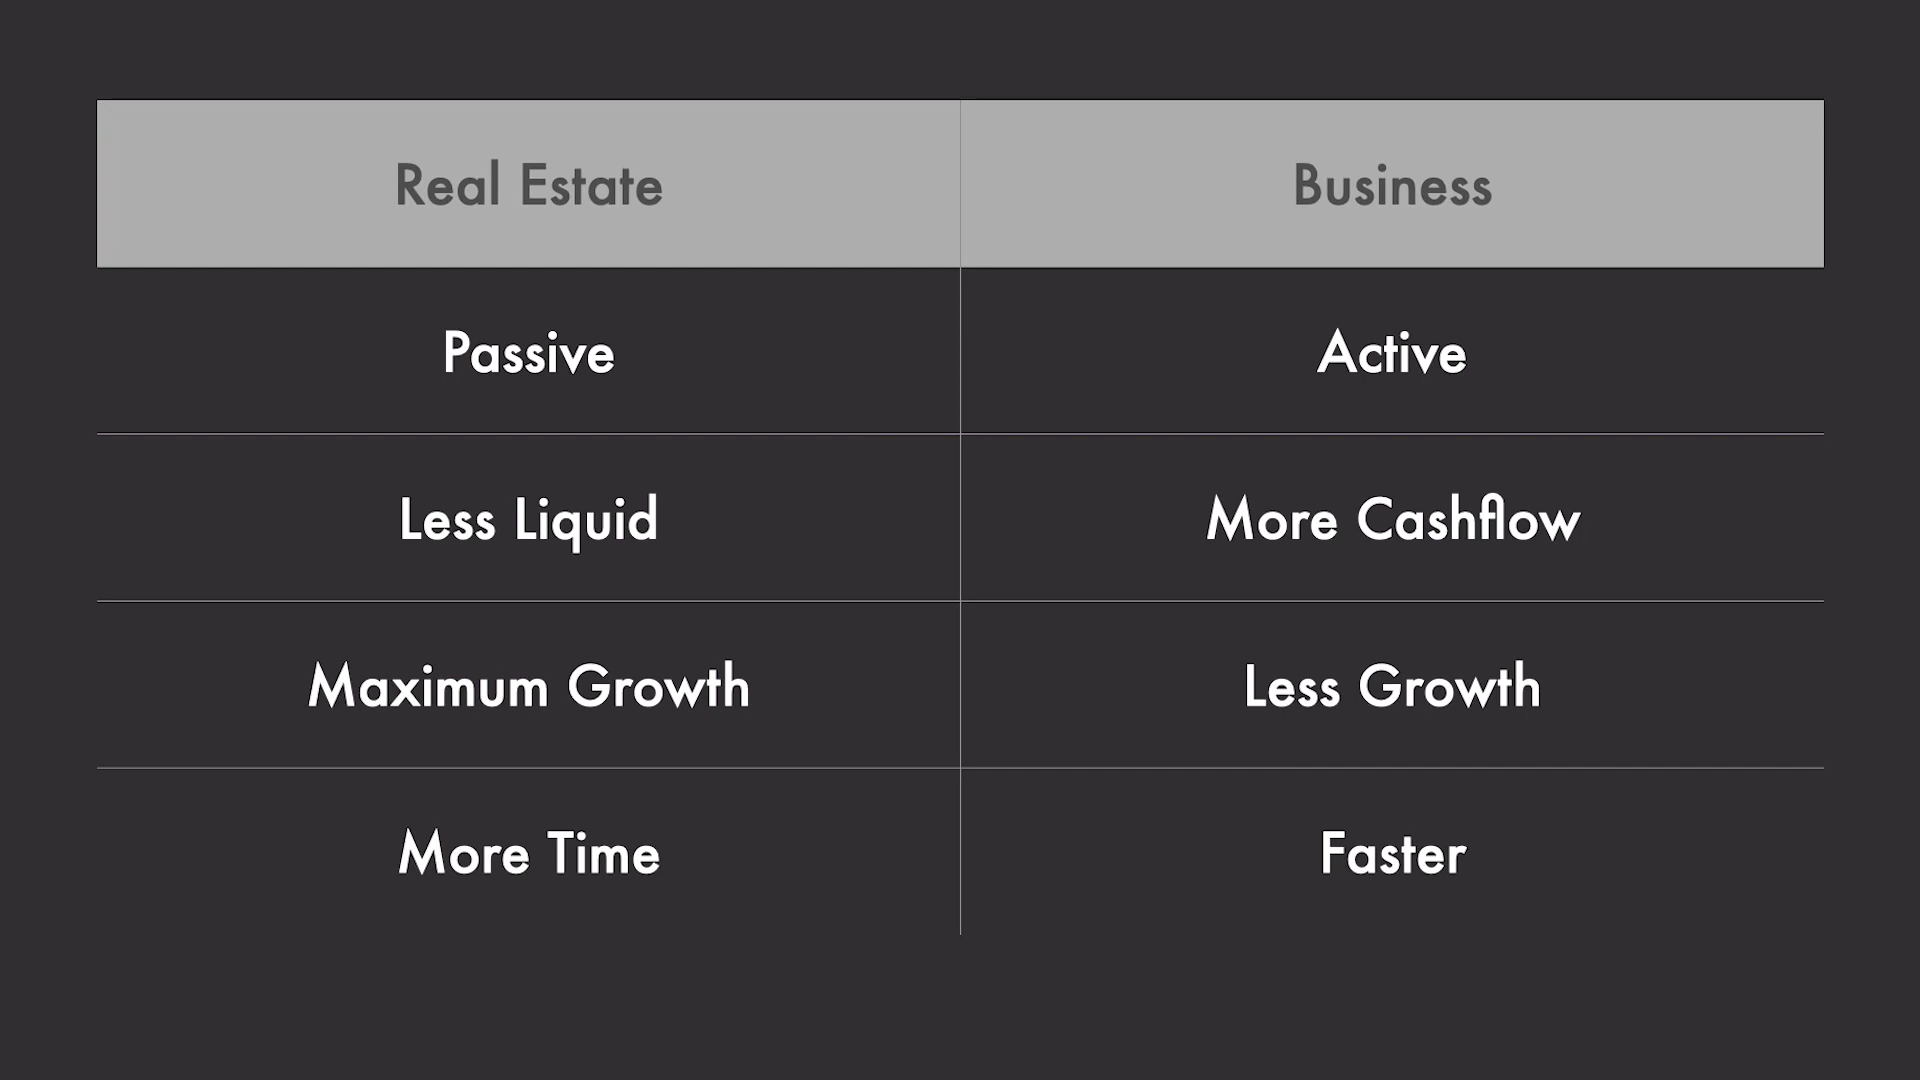 Real Estate Business
Passive Active
Less Liquid More Cashflow
Maximum Growth Less Growth
More Time Faster